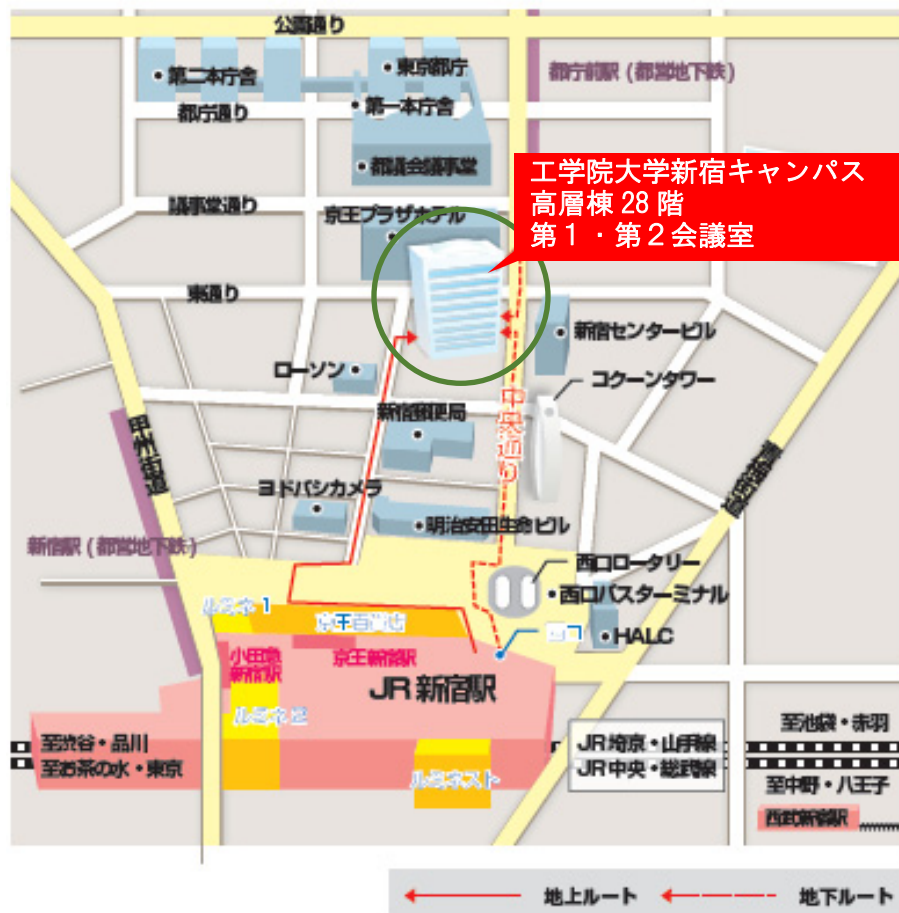 公園通り
第二本庁舎
東京都庁
都庁前駅(都営地下鉄)
第一本庁舎
都庁通り
都議会議事堂
工学院大学新宿キャンパス
高層棟 28 階
第1・第2会議室
議事堂通り
京王プラザホテル
東通り
新宿センタービル
ローソン
コクーンタワー
中央通り
新宿郵便局
甲州街道
ヨドバシカメラ
明治安田生命ビル
新宿駅(都営地下鉄)
西口ロータリー
西口バスターミナル
ルミネ 1
京王百貨店
西口
HALC
小田急
新宿駅
京王新宿駅
JR 新宿駅
ルミネ 2
至渋谷・品川
至お茶の水・東京
ルミネスト
JR 埼京・山手線
JR 中央・総武線
至池袋・赤羽
至中野・八王子
西武新宿駅
地上ルート
地下ルート